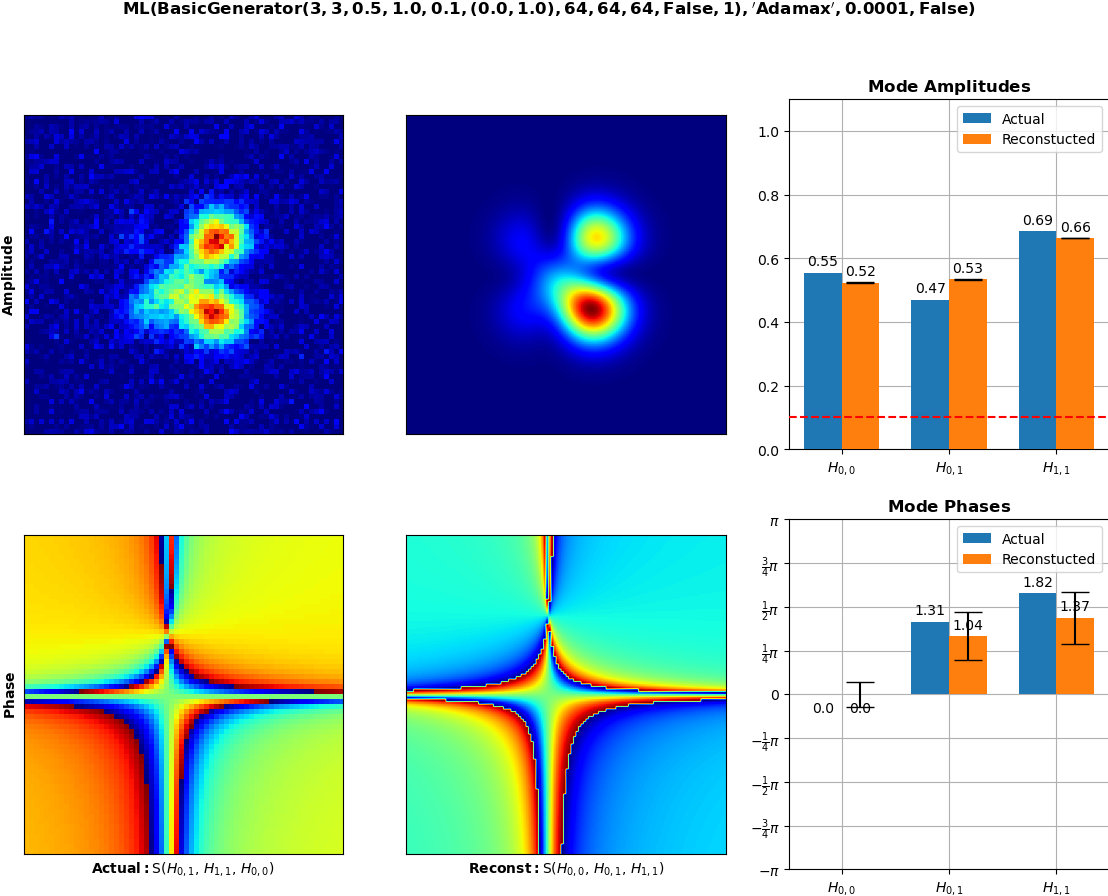 ML(BasicGenerator(3, 3, 0.5, 1.0, 0.1, (0.0, 1.0), 64, 64, 64, False, 1), 'Adamax', 0.0001, False)
Mode Amplitudes
Amplitude
Actual
Reconstucted
1.0
0.8
0.6
0.4
0.2
0.0
0.55
0.52
0.47
0.53
0.69
0.66
H0,0
H0,1
H1,1
Mode Phases
Phase
Actual
Reconstucted
π
3/4π
1/2π
1/4π
0
−1/4π
−1/2π
−3/4π
−π
0.0
0.0
1.31
1.04
1.82
1.37
H0,0
H0,1
H1,1
Actual: S(H0,1, H1,1, H0,0)
Reconst: S(H0,0, H0,1, H1,1)